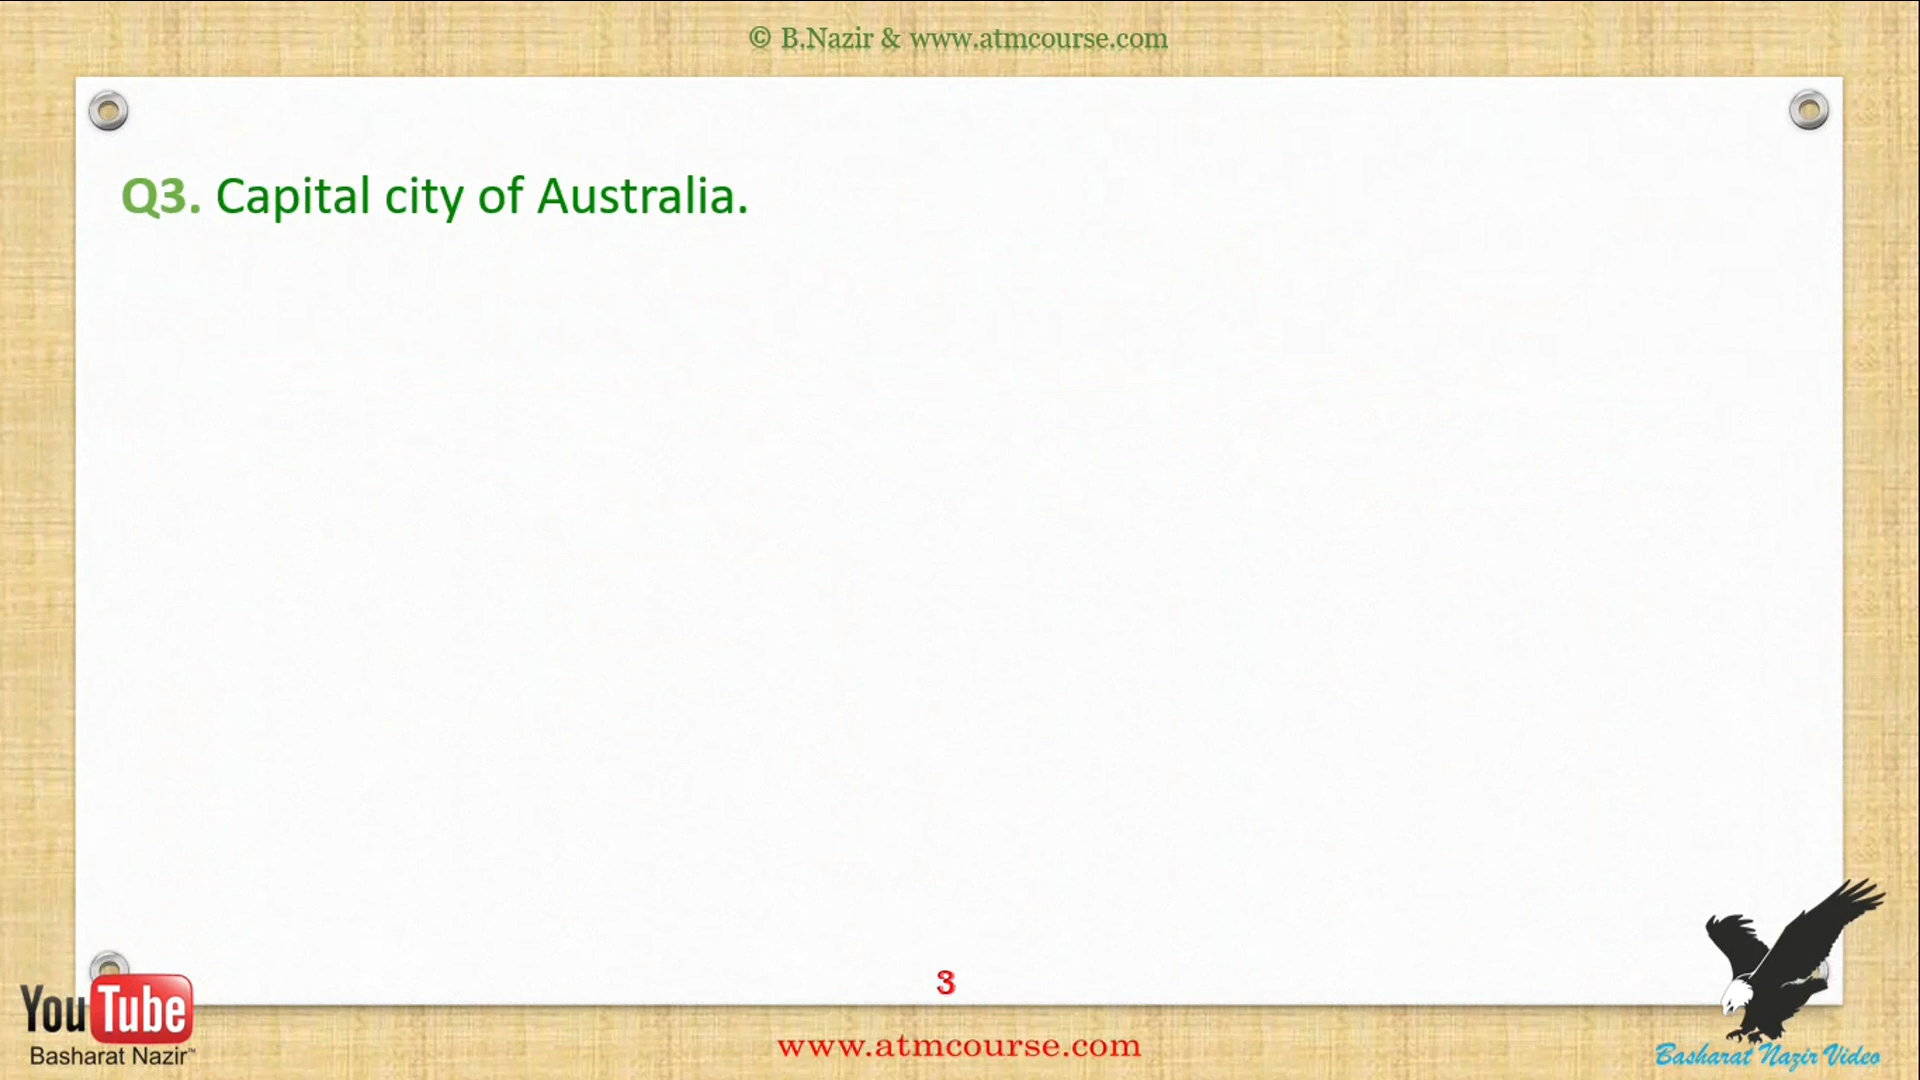 © B.Nazir & www.atmcourse.com
Q3. Capital city of Australia.
3
YouTube
Basharat Nazir™
www.atmcourse.com
Basharat Nazir Video